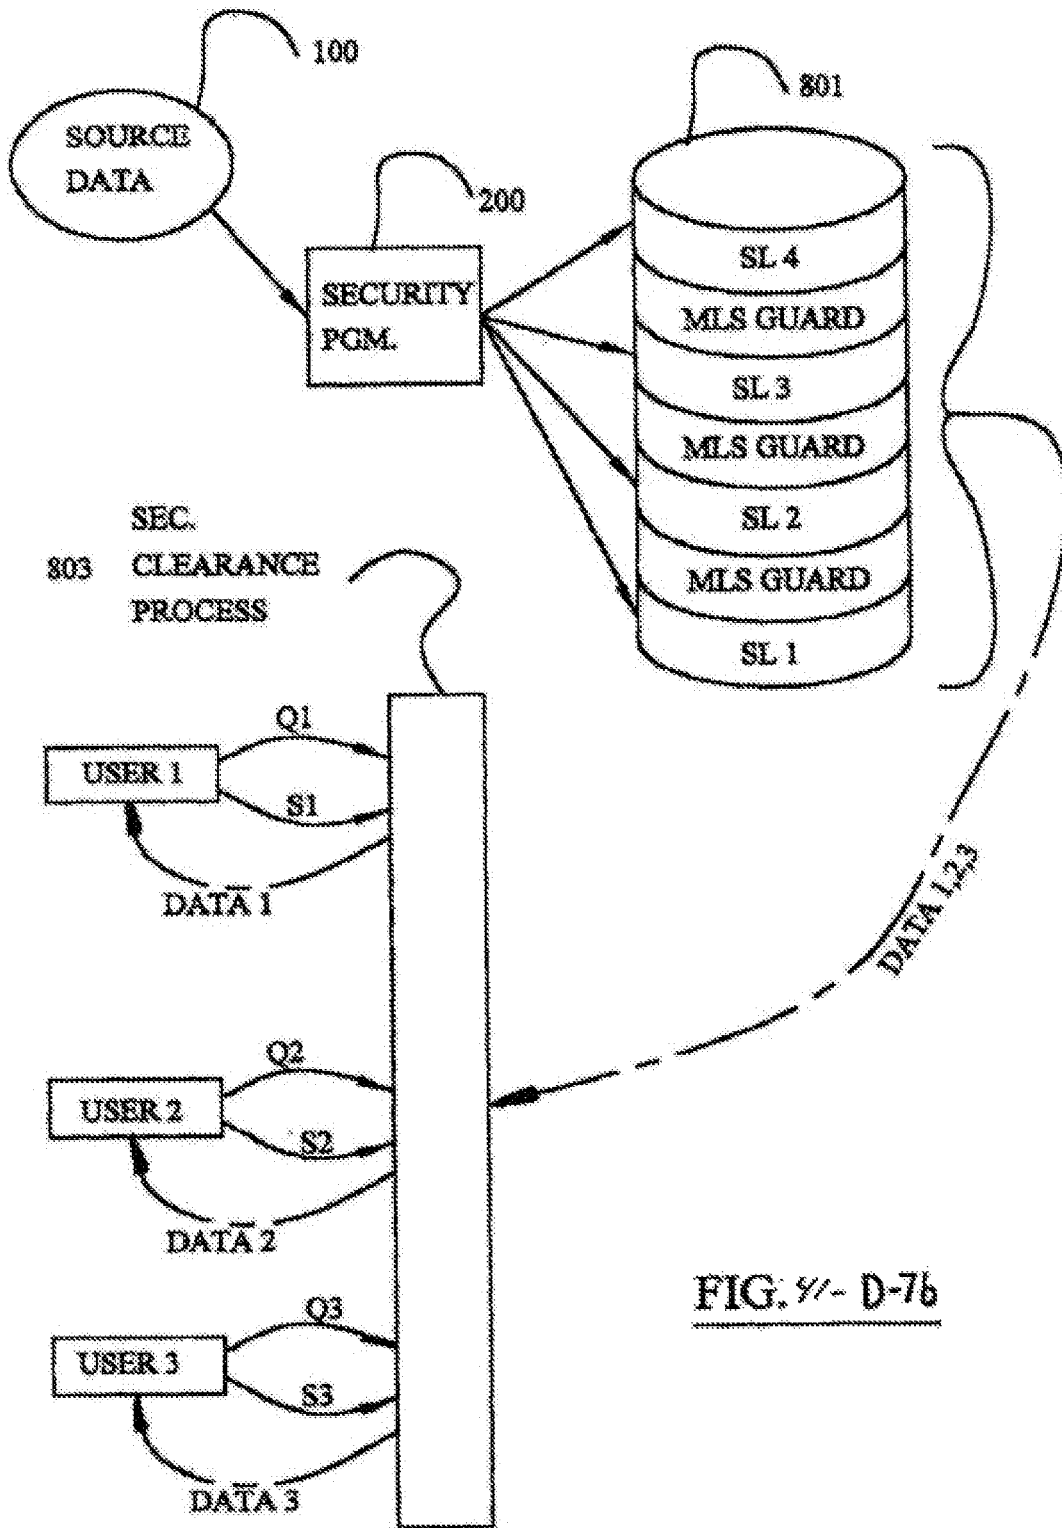 100
SOURCE
DATA
801
200
SECURITY
PGM.
SL 4
MLS GUARD
SL 3
MLS GUARD
SL 2
MLS GUARD
SL 1
SEC.
803 CLEARANCE
PROCESS
Q1
USER 1
S1
DATA 1
DATA 1,2,3
Q2
USER 2
S2
DATA 2
Q3
USER 3
S3
DATA 3
FIG. D-7b